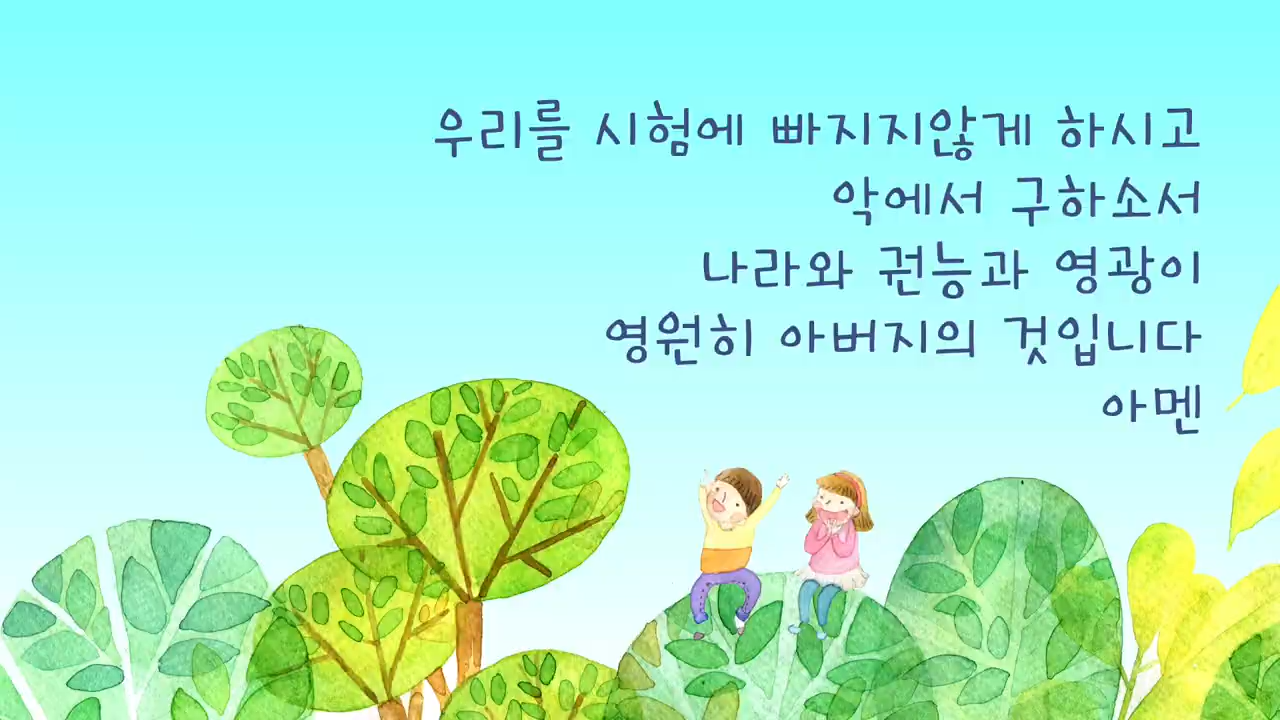 우리를 시험에 빠지지않게 하시고
악에서 구하소서
나라와 권능과 영광이
영원히 아버지의 것입니다
아멘